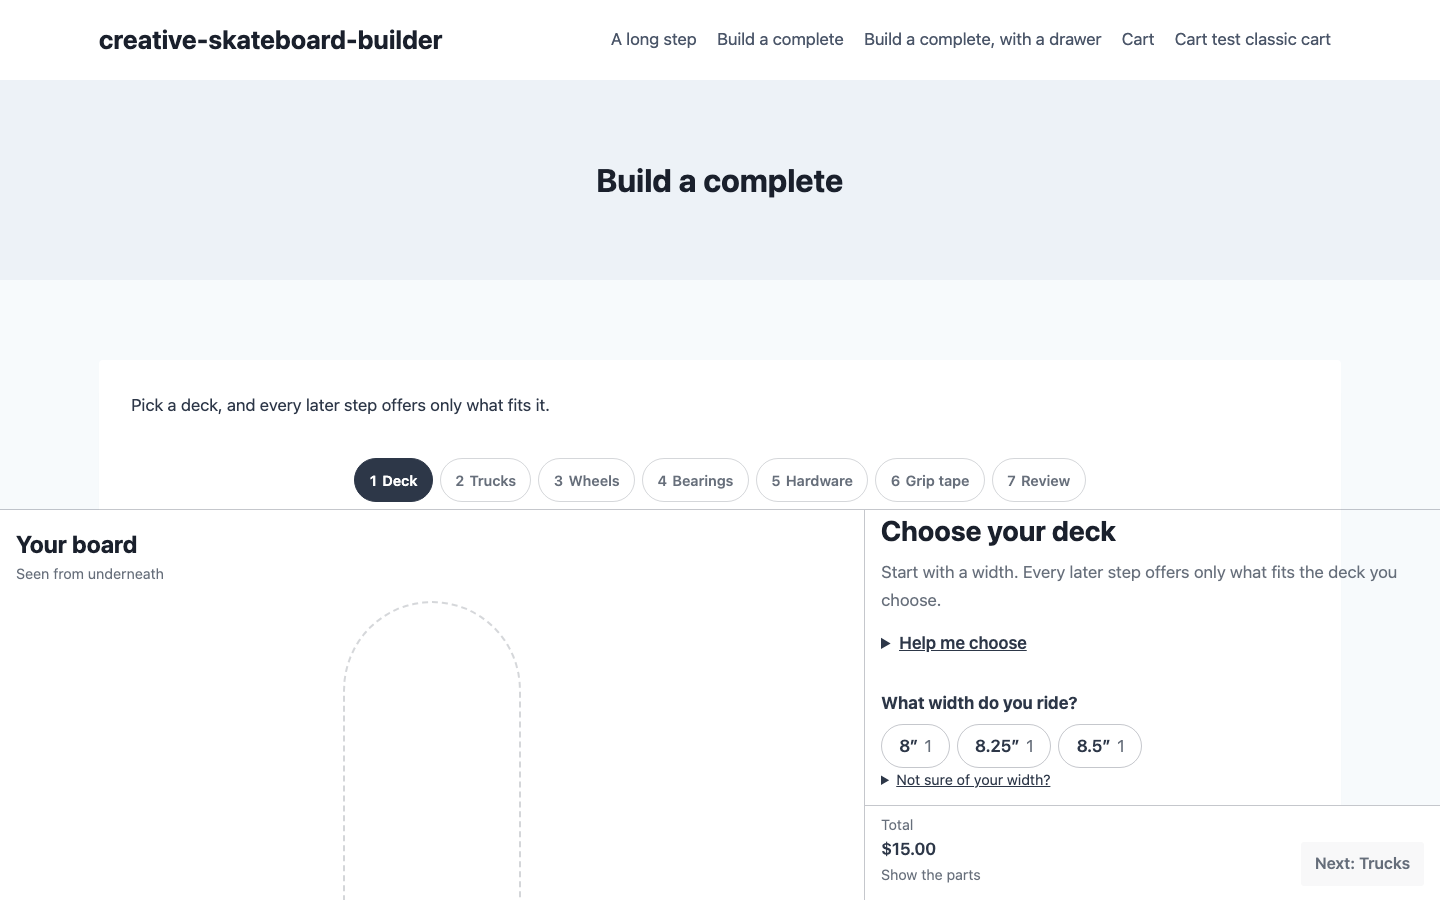 creative-skateboard-builder
A long step
Build a complete
Build a complete, with a drawer
Cart
Cart test classic cart
Build a complete
Pick a deck, and every later step offers only what fits it.
1 Deck
2 Trucks
3 Wheels
4 Bearings
5 Hardware
6 Grip tape
7 Review
Your board
Seen from underneath
Choose your deck
Start with a width. Every later step offers only what fits the deck you
choose.
Help me choose
What width do you ride?
8” 1
8.25” 1
8.5” 1
Not sure of your width?
Total
$15.00
Show the parts
Next: Trucks